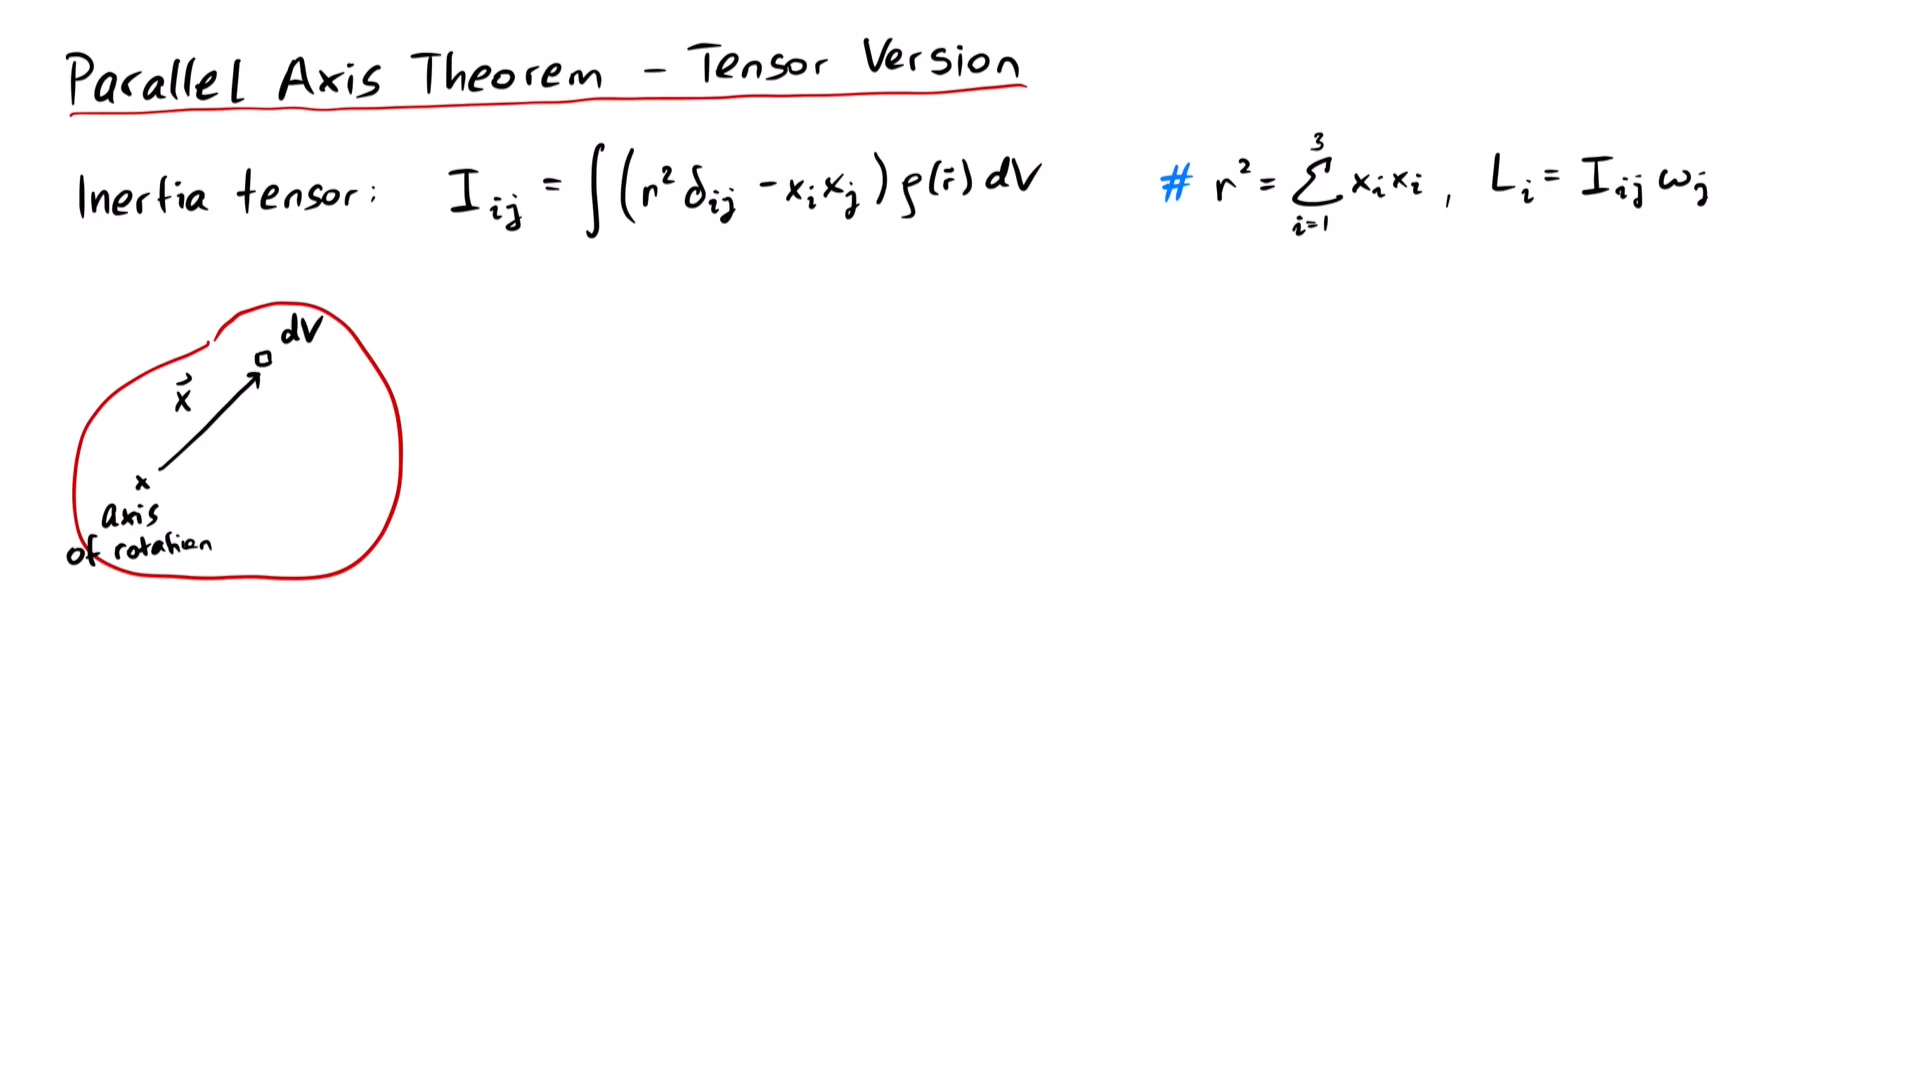 Parallel Axis Theorem - Tensor Version
Inertia tensor: I_ij = ∫(r² δ_ij - x_i x_j) ρ(r̄) dV # r² = Σ_{i=1}^{3} x_i x_i , L_i = I_ij ω_j
dV
x⃗
x
axis
of rotation